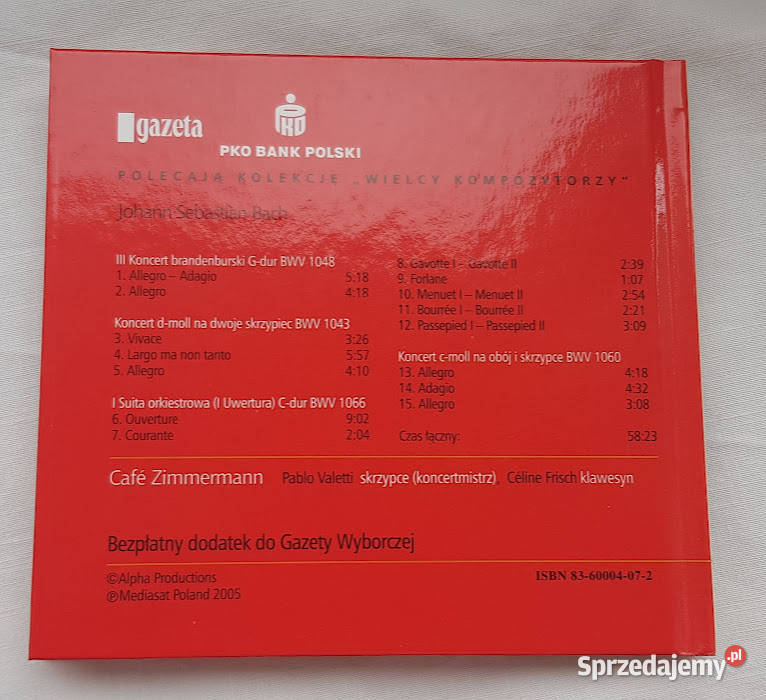 gazeta
PKO BANK POLSKI
POLECAJĄ KOLEKCJĘ „WIELCY KOMPOZYTORZY”
Johann Sebastian Bach
III Koncert brandenburski G-dur BWV 1048
1. Allegro – Adagio 5:18
2. Allegro 4:18
Koncert d-moll na dwoje skrzypiec BWV 1043
3. Vivace 3:26
4. Largo ma non tanto 5:57
5. Allegro 4:10
I Suita orkiestrowa (I Uwertura) C-dur BWV 1066
6. Ouverture 9:02
7. Courante 2:04
8. Gavotte I – Gavotte II 2:39
9. Forlane 1:07
10. Menuet I – Menuet II 2:54
11. Bourrée I – Bourrée II 2:21
12. Passepied I – Passepied II 3:09
Koncert c-moll na obój i skrzypce BWV 1060
13. Allegro 4:18
14. Adagio 4:32
15. Allegro 3:08
Czas łączny: 58:23
Café Zimmermann Pablo Valetti skrzypce (koncertmistrz), Céline Frisch klawesyn
Bezpłatny dodatek do Gazety Wyborczej
©Alpha Productions
℗Mediasat Poland 2005
ISBN 83-60004-07-2
Sprzedajemy.pl